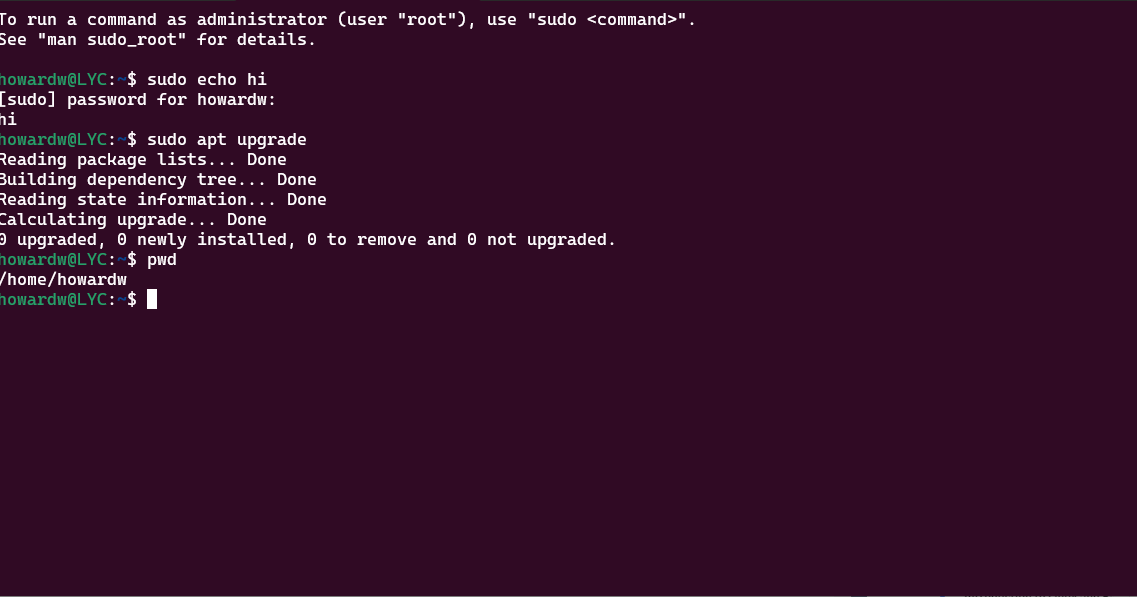 To run a command as administrator (user "root"), use "sudo <command>".
See "man sudo_root" for details.
howardw@LYC:~$ sudo echo hi
[sudo] password for howardw:
hi
howardw@LYC:~$ sudo apt upgrade
Reading package lists... Done
Building dependency tree... Done
Reading state information... Done
Calculating upgrade... Done
0 upgraded, 0 newly installed, 0 to remove and 0 not upgraded.
howardw@LYC:~$ pwd
/home/howardw
howardw@LYC:~$